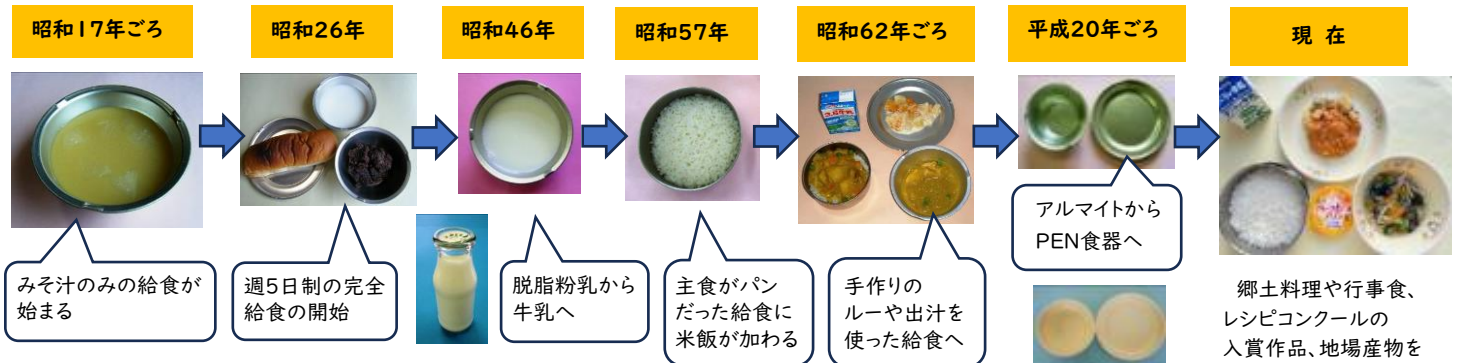 昭和17年ごろ
昭和26年
昭和46年
昭和57年
昭和62年ごろ
平成20年ごろ
現 在
みそ汁のみの給食が
始まる
週5日制の完全
給食の開始
脱脂粉乳から
牛乳へ
主食がパン
だった給食に
米飯が加わる
手作りの
ルーや出汁を
使った給食へ
アルマイトから
PEN食器へ
郷土料理や行事食、
レシピコンクールの
入賞作品、地場産物を